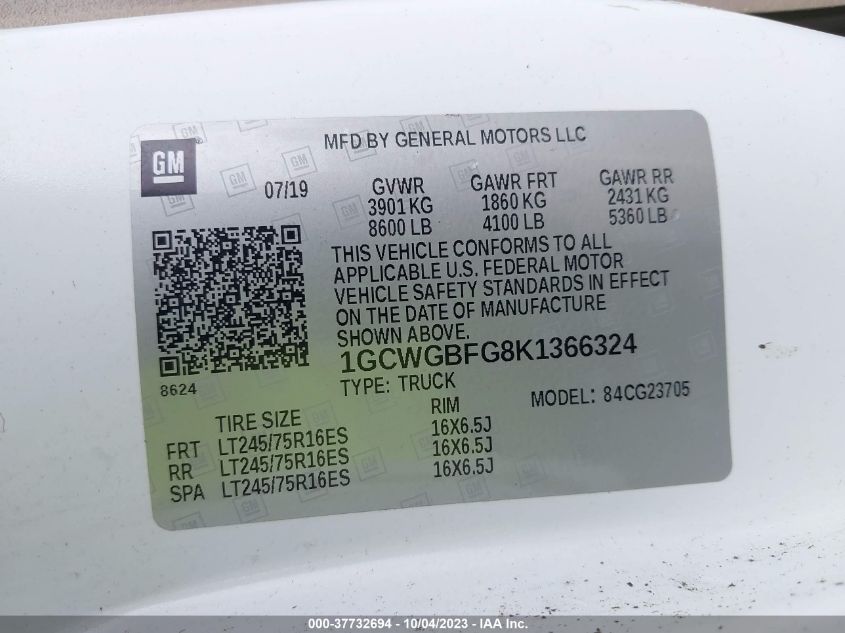 MFD BY GENERAL MOTORS LLC
GM
07/19
GVWR GAWR FRT GAWR RR
3901 KG 1860 KG 2431 KG
8600 LB 4100 LB 5360 LB
THIS VEHICLE CONFORMS TO ALL
APPLICABLE U.S. FEDERAL MOTOR
VEHICLE SAFETY STANDARDS IN EFFECT
ON THE DATE OF MANUFACTURE
SHOWN ABOVE.
1GCWGBFG8K1366324
8624
TYPE: TRUCK
MODEL: 84CG23705
TIRE SIZE RIM
FRT LT245/75R16ES 16X6.5J
RR LT245/75R16ES 16X6.5J
SPA LT245/75R16ES 16X6.5J
000-37732694 - 10/04/2023 - IAA Inc.